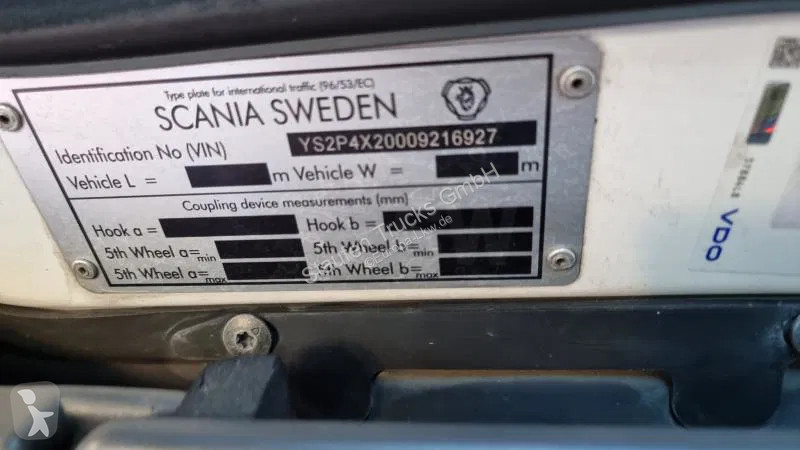 Type plate for international traffic (96/53/EC)
SCANIA SWEDEN
Identification No (VIN) YS2P4X20009216927
Vehicle L = m Vehicle W = m
Coupling device measurements (mm)
Hook a = Hook b =
5th Wheel a=min 5th Wheel b=min
5th Wheel a=max 5th Wheel b=max
Trucks GmbH
VDO